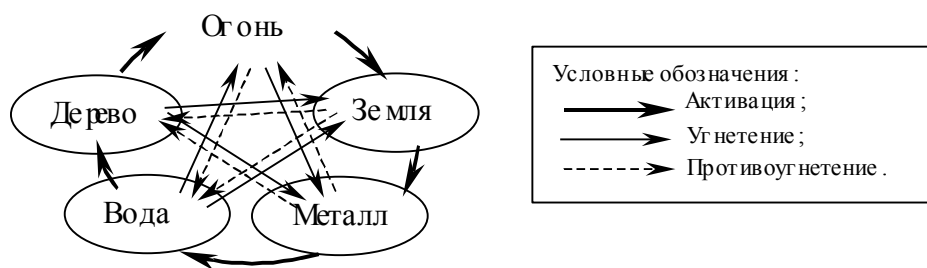 Огонь
Дерево
Земля
Вода
Металл
Условные обозначения:
Активация;
Угнетение;
Противоугнетение.